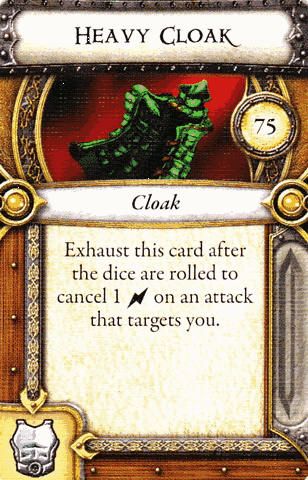 HEAVY CLOAK
75
Cloak
Exhaust this card after
the dice are rolled to
cancel 1 on an attack
that targets you.